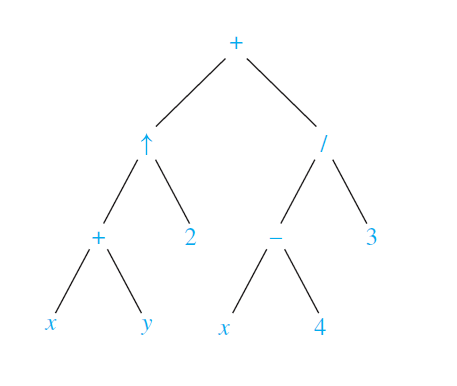 +
↑ /
+ 2 − 3
x y x 4